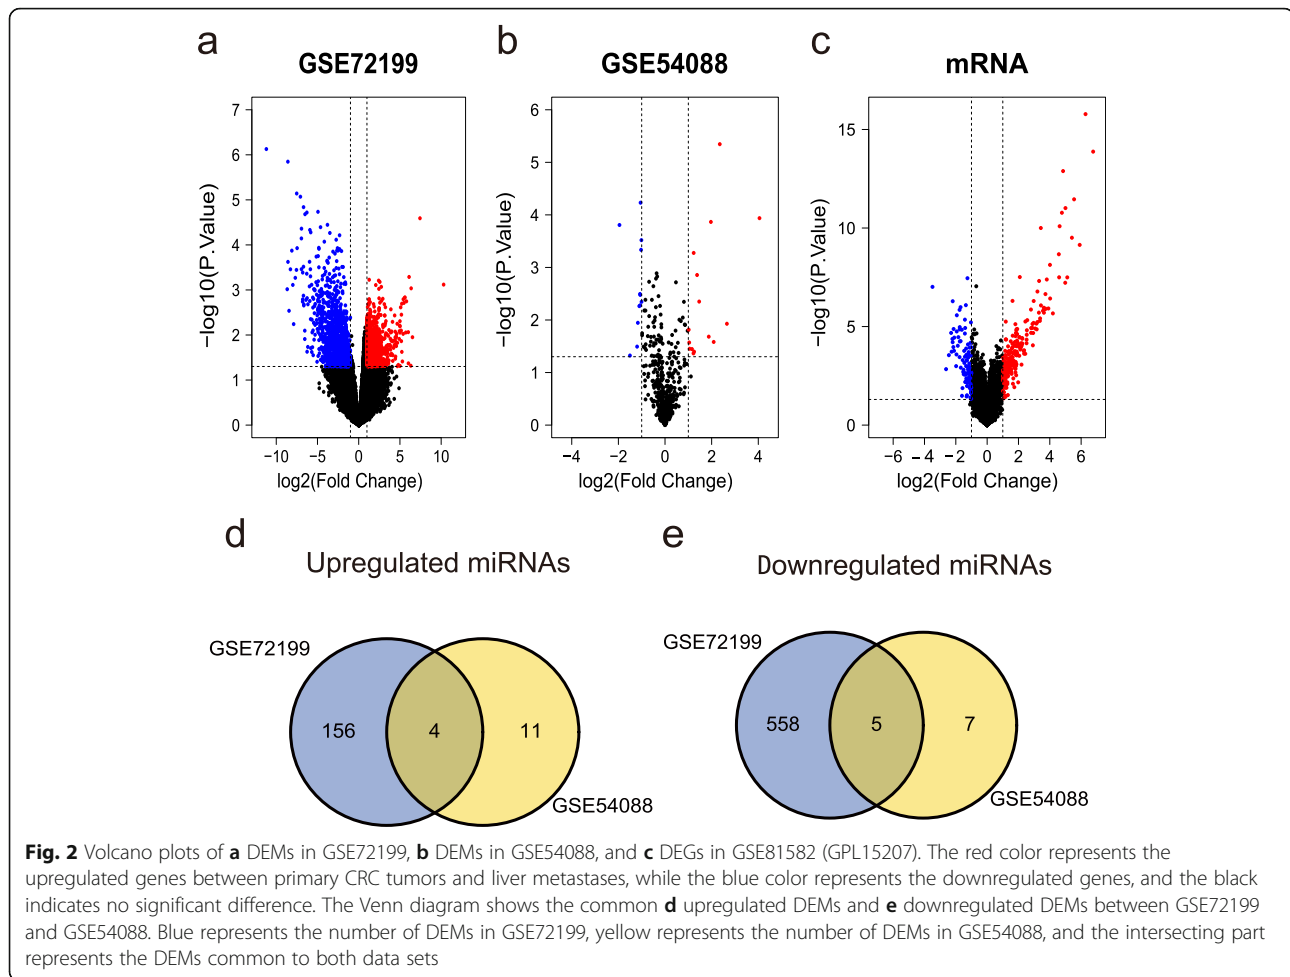 a
GSE72199
7
6
5
4
3
2
1
0
−10
−5
0
5
10
−log10(P.Value)
log2(Fold Change)
b
GSE54088
6
5
4
3
2
1
0
−4
−2
0
2
4
−log10(P.Value)
log2(Fold Change)
c
mRNA
15
10
5
0
−6
−4
−2
0
2
4
6
−log10(P.Value)
log2(Fold Change)
d
Upregulated miRNAs
GSE72199
156
4
11
GSE54088
e
Downregulated miRNAs
GSE72199
558
5
7
GSE54088
Fig. 2 Volcano plots of a DEMs in GSE72199, b DEMs in GSE54088, and c DEGs in GSE81582 (GPL15207). The red color represents the
upregulated genes between primary CRC tumors and liver metastases, while the blue color represents the downregulated genes, and the black
indicates no significant difference. The Venn diagram shows the common d upregulated DEMs and e downregulated DEMs between GSE72199
and GSE54088. Blue represents the number of DEMs in GSE72199, yellow represents the number of DEMs in GSE54088, and the intersecting part
represents the DEMs common to both data sets